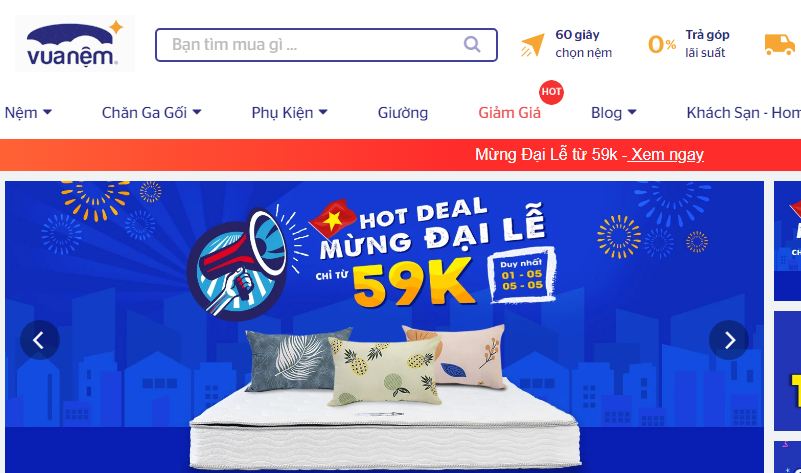 vuanệm
Bạn tìm mua gì ...
60 giây
chọn nệm
0%
Trả góp
lãi suất
Nệm
Chăn Ga Gối
Phụ Kiện
Giường
Giảm Giá
HOT
Blog
Khách Sạn - Hom
Mừng Đại Lễ từ 59k - Xem ngay
HOT DEAL
MỪNG ĐẠI LỄ
CHỈ TỪ
59K
Duy nhất
01 - 05
05 - 05